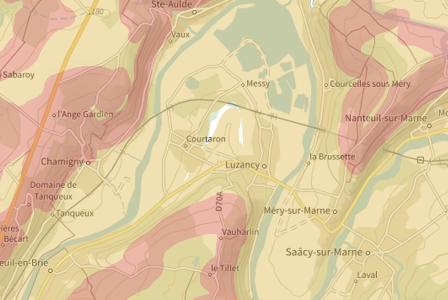 Ste-Aulde
Vaux
Sabaroy
Messy
Courcelles sous Méry
l'Ange Gardien
Nanteuil-sur-Marne
Courtaron
Chamigny
Luzancy
la Brussette
Domaine de
Tanqueux
Tanqueux
D70A
Méry-sur-Marne
Bécart
Vauharlin
Saâcy-sur-Marne
euil-en-Brie
le Tillet
Laval